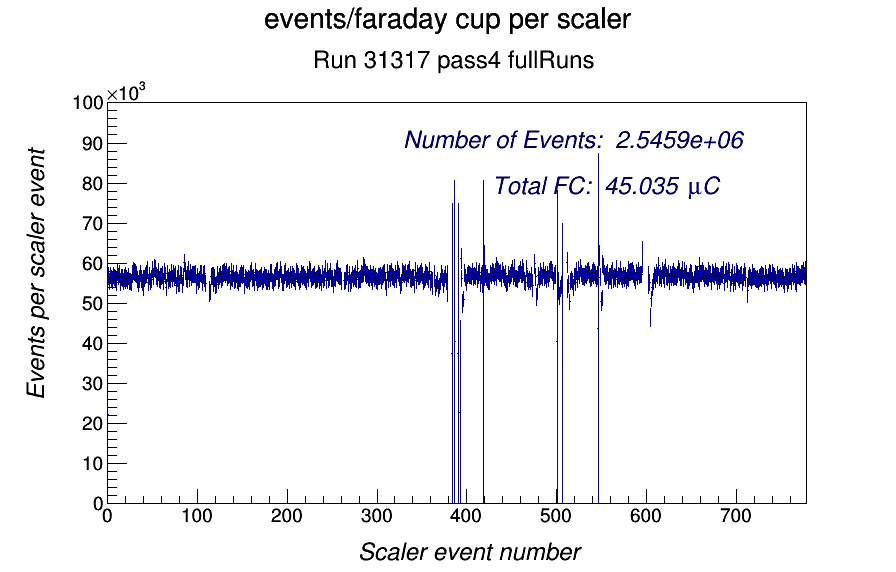 events/faraday cup per scaler
Run 31317 pass4 fullRuns
×10³
100
90
80
70
60
50
40
30
20
10
0
Events per scaler event
Number of Events: 2.5459e+06
Total FC: 45.035 μC
0 100 200 300 400 500 600 700
Scaler event number